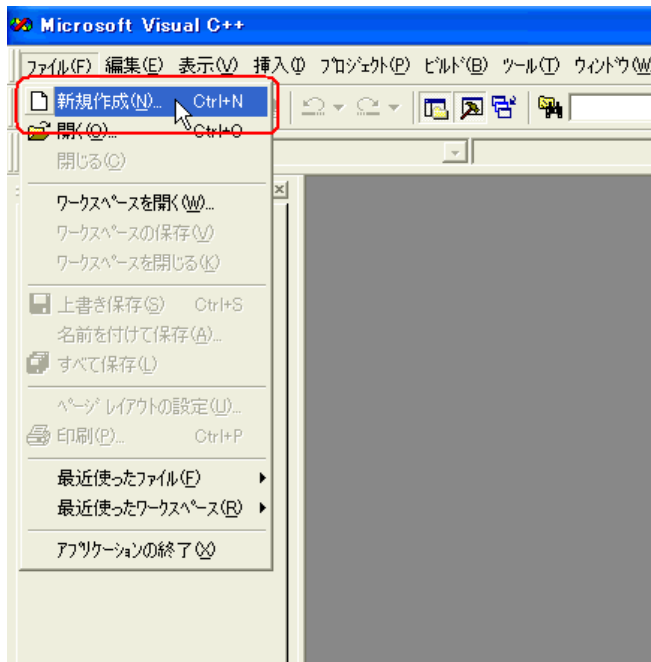 Microsoft Visual C++
ファイル(F) 編集(E) 表示(V) 挿入(I) プロジェクト(P) ビルド(B) ツール(T) ウィンドウ(W
新規作成(N)... Ctrl+N
開く(O)... Ctrl+O
閉じる(C)
ワークスペースを開く(W)...
ワークスペースの保存(V)
ワークスペースを閉じる(K)
上書き保存(S) Ctrl+S
名前を付けて保存(A)...
すべて保存(L)
ページ レイアウトの設定(U)...
印刷(P)... Ctrl+P
最近使ったファイル(F)
最近使ったワークスペース(R)
アプリケーションの終了(X)